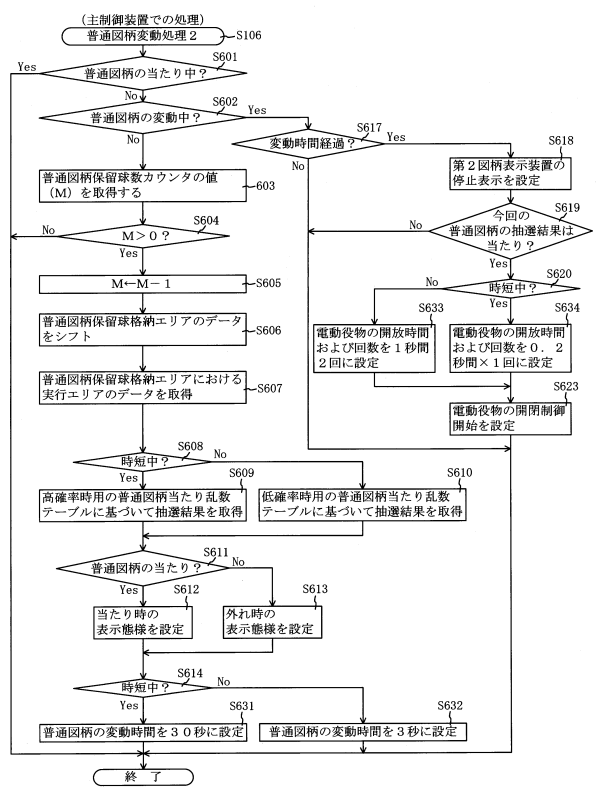 (主制御装置での処理)
普通図柄変動処理2
S106
S601
普通図柄の当たり中?
Yes
No
S602
普通図柄の変動中?
Yes
No
S617
変動時間経過?
Yes
No
S618
第2図柄表示装置の
停止表示を設定
S619
今回の
普通図柄の抽選結果は
当たり?
No
Yes
S620
時短中?
No
Yes
S633
電動役物の開放時間
および回数を1秒間
2回に設定
S634
電動役物の開放時間
および回数を0.2
秒間×1回に設定
S623
電動役物の開閉制御
開始を設定
普通図柄保留球数カウンタの値
(M)を取得する
603
S604
M>0?
No
Yes
M←M-1
S605
普通図柄保留球格納エリアのデータ
をシフト
S606
普通図柄保留球格納エリアにおける
実行エリアのデータを取得
S607
S608
時短中?
No
Yes
S609
高確率時用の普通図柄当たり乱数
テーブルに基づいて抽選結果を取得
S610
低確率時用の普通図柄当たり乱数
テーブルに基づいて抽選結果を取得
S611
普通図柄の当たり?
No
Yes
S612
当たり時の
表示態様を設定
S613
外れ時の
表示態様を設定
S614
時短中?
No
Yes
S631
普通図柄の変動時間を30秒に設定
S632
普通図柄の変動時間を3秒に設定
終 了